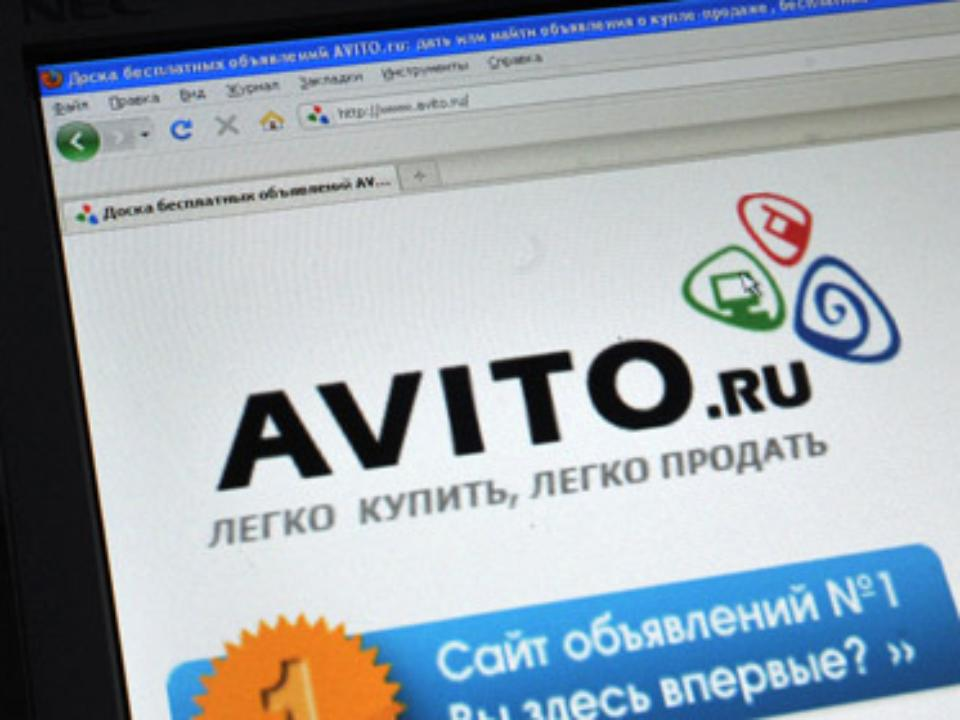 NEC
Доска бесплатных объявлений AVITO.ru: дать или найти объявления о купле-продаже, бесплатные
Файл Правка Вид Журнал Закладки Инструменты Справка
http://www.avito.ru/
Доска бесплатных объявлений AV...
AVITO.RU
ЛЕГКО КУПИТЬ, ЛЕГКО ПРОДАТЬ
1
Сайт объявлений №1
Вы здесь впервые? »